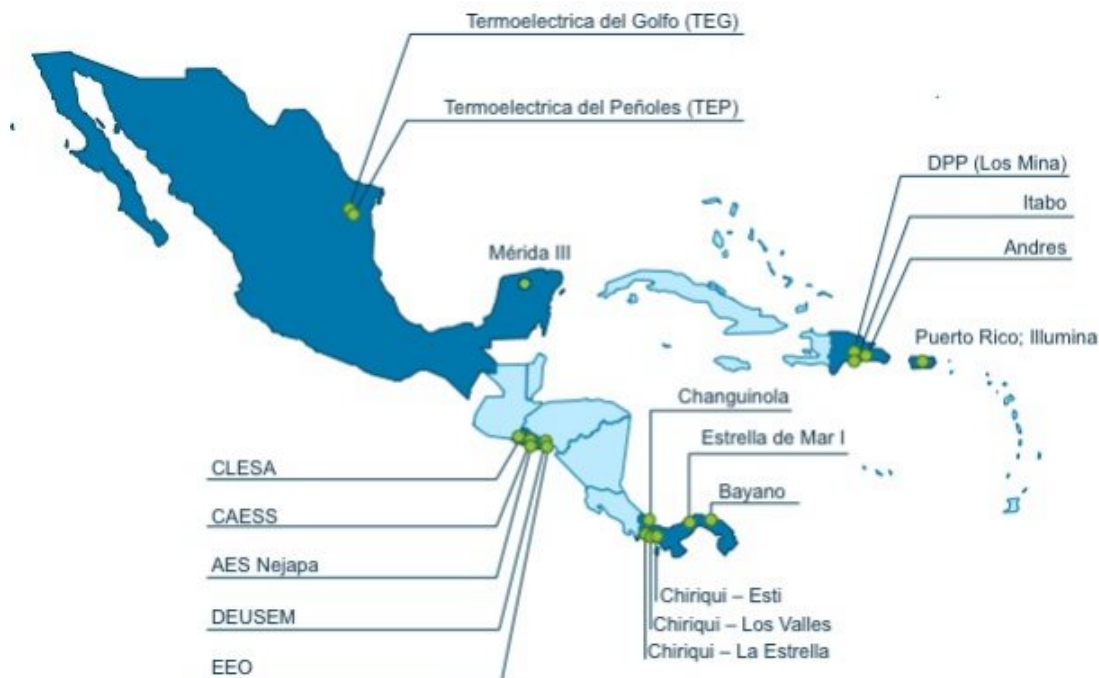 Termoelectrica del Golfo (TEG)
Termoelectrica del Peñoles (TEP)
DPP (Los Mina)
Itabo
Andres
Mérida III
Puerto Rico; Illumina
Changuinola
Estrella de Mar I
Bayano
CLESA
CAESS
AES Nejapa
DEUSEM
EEO
Chiriqui – Esti
Chiriqui – Los Valles
Chiriqui – La Estrella